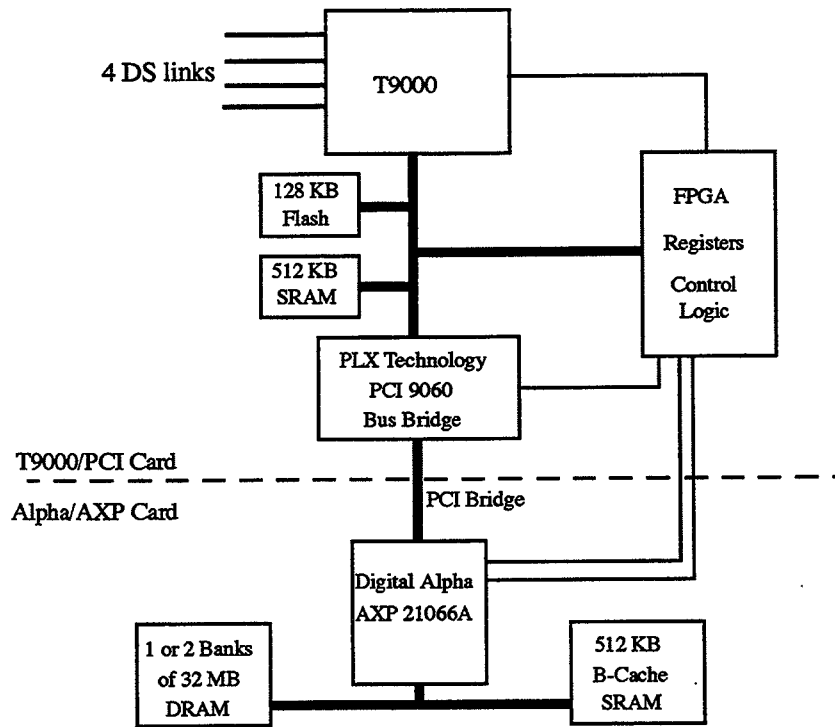 4 DS links
T9000
128 KB
Flash
FPGA
Registers
Control
Logic
512 KB
SRAM
PLX Technology
PCI 9060
Bus Bridge
T9000/PCI Card
Alpha/AXP Card
PCI Bridge
Digital Alpha
AXP 21066A
1 or 2 Banks
of 32 MB
DRAM
512 KB
B-Cache
SRAM